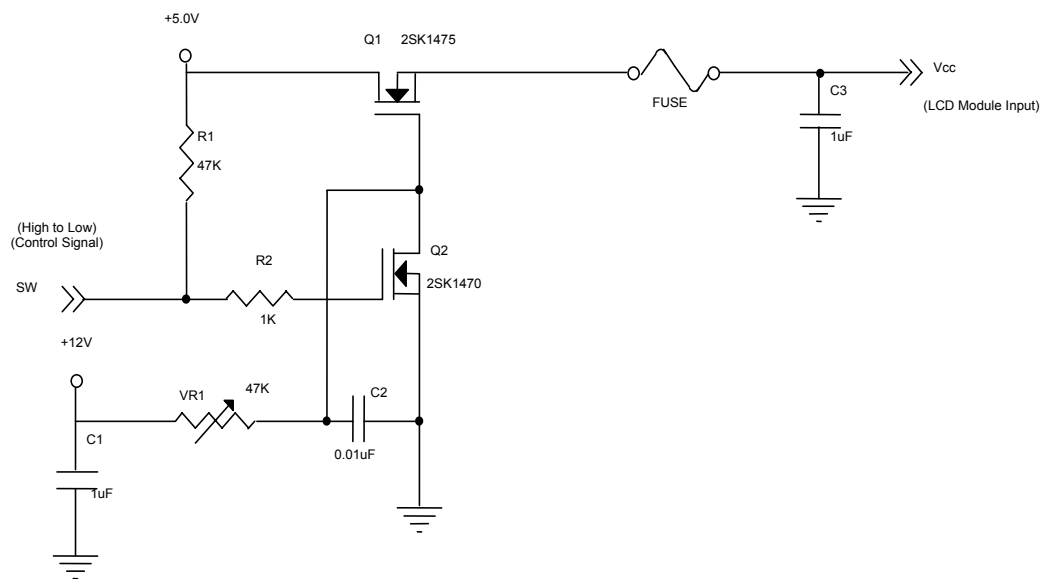 +5.0V
Q1 2SK1475
Vcc
C3
(LCD Module Input)
FUSE
R1
1uF
47K
(High to Low)
(Control Signal)
Q2
R2
2SK1470
SW
1K
+12V
VR1
47K
C2
C1
0.01uF
1uF